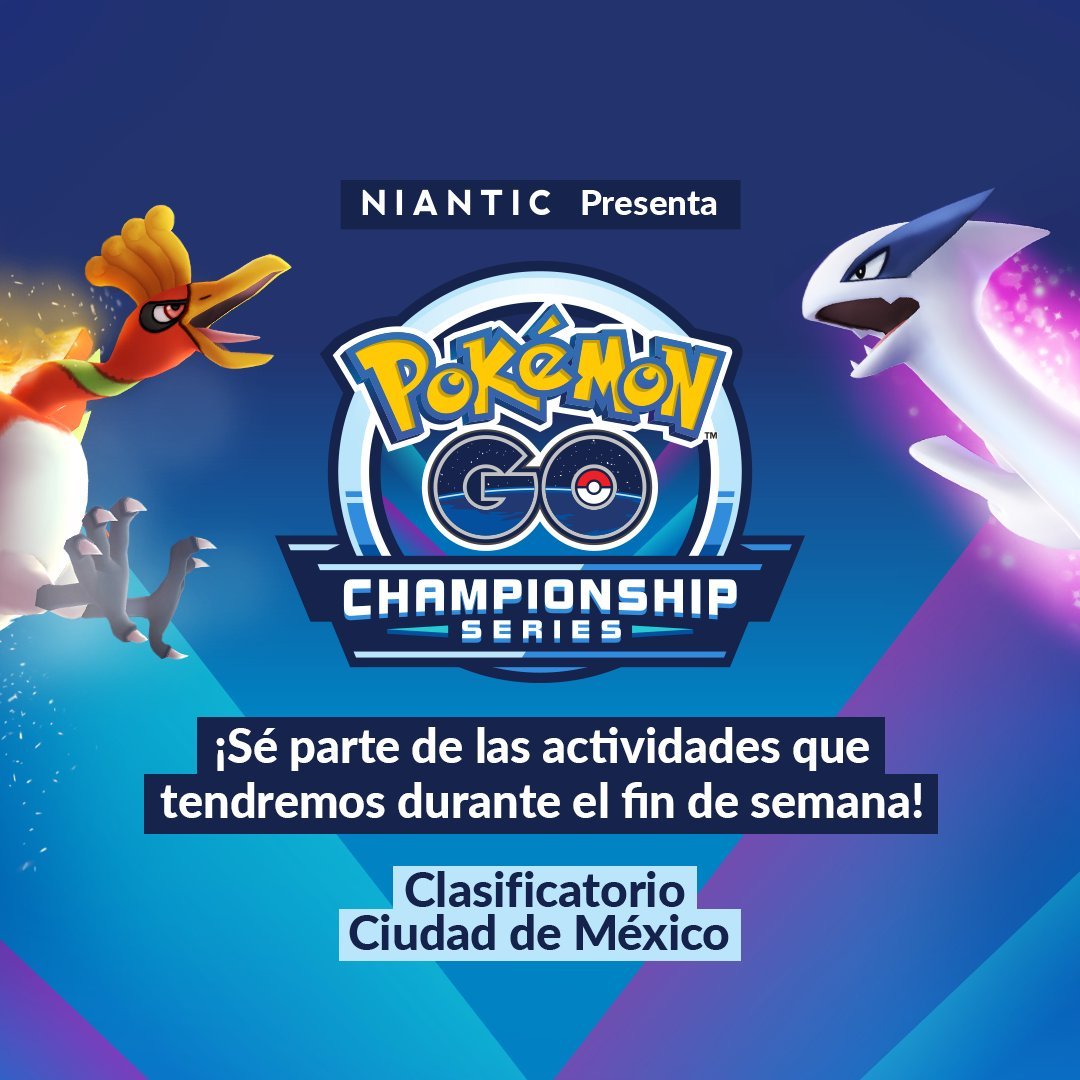 NIANTIC Presenta
POKéMON
GO
CHAMPIONSHIP
SERIES
¡Sé parte de las actividades que
tendremos durante el fin de semana!
Clasificatorio
Ciudad de México